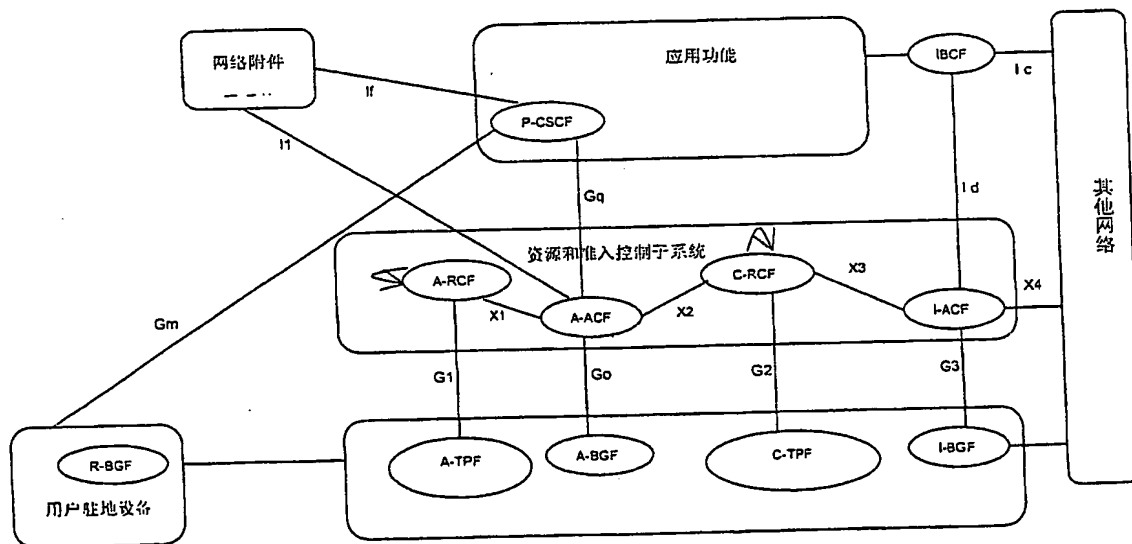 网络附件
应用功能
IBCF
Ic
If
P-CSCF
I1
Gq
Id
其他网络
资源和准入控制子系统
A-RCF
C-RCF
X3
X4
X1
A-ACF
X2
I-ACF
Gm
G1
Go
G2
G3
R-BGF
A-TPF
A-BGF
C-TPF
I-BGF
用户驻地设备